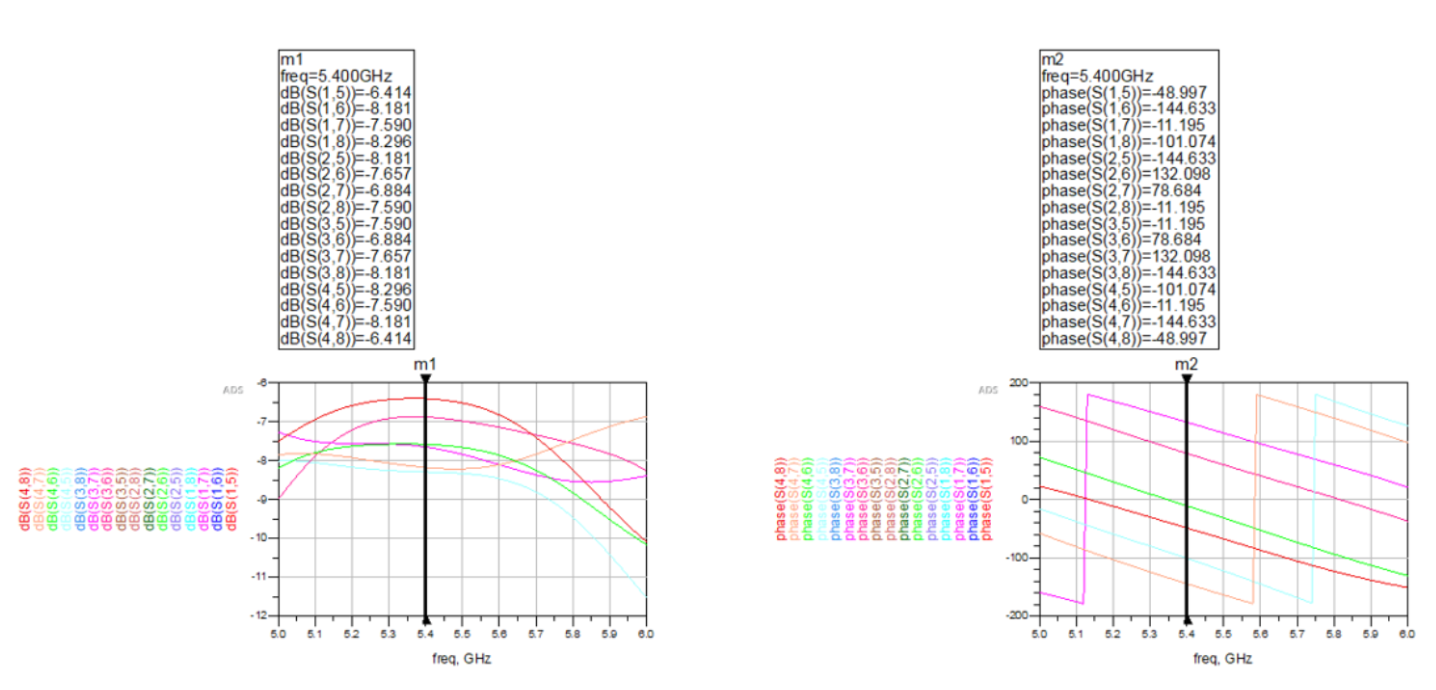 m1
freq=5.400GHz
dB(S(1,5))=-6.414
dB(S(1,6))=-8.181
dB(S(1,7))=-7.590
dB(S(1,8))=-8.296
dB(S(2,5))=-8.181
dB(S(2,6))=-7.657
dB(S(2,7))=-6.884
dB(S(2,8))=-7.590
dB(S(3,5))=-7.590
dB(S(3,6))=-6.884
dB(S(3,7))=-7.657
dB(S(3,8))=-8.181
dB(S(4,5))=-8.296
dB(S(4,6))=-7.590
dB(S(4,7))=-8.181
dB(S(4,8))=-6.414
m1
ADS
-6
-7
-8
-9
-10
-11
-12
5.0 5.1 5.2 5.3 5.4 5.5 5.6 5.7 5.8 5.9 6.0
freq, GHz
dB(S(4,8))
dB(S(4,7))
dB(S(4,6))
dB(S(4,5))
dB(S(3,8))
dB(S(3,7))
dB(S(3,6))
dB(S(3,5))
dB(S(2,8))
dB(S(2,7))
dB(S(2,6))
dB(S(2,5))
dB(S(1,8))
dB(S(1,7))
dB(S(1,6))
dB(S(1,5))
m2
freq=5.400GHz
phase(S(1,5))=-48.997
phase(S(1,6))=-144.633
phase(S(1,7))=-11.195
phase(S(1,8))=-101.074
phase(S(2,5))=-144.633
phase(S(2,6))=132.098
phase(S(2,7))=78.684
phase(S(2,8))=-11.195
phase(S(3,5))=-11.195
phase(S(3,6))=78.684
phase(S(3,7))=132.098
phase(S(3,8))=-144.633
phase(S(4,5))=-101.074
phase(S(4,6))=-11.195
phase(S(4,7))=-144.633
phase(S(4,8))=-48.997
m2
ADS
200
100
0
-100
-200
5.0 5.1 5.2 5.3 5.4 5.5 5.6 5.7 5.8 5.9 6.0
freq, GHz
phase(S(4,8))
phase(S(4,7))
phase(S(4,6))
phase(S(4,5))
phase(S(3,8))
phase(S(3,7))
phase(S(3,6))
phase(S(3,5))
phase(S(2,8))
phase(S(2,7))
phase(S(2,6))
phase(S(2,5))
phase(S(1,8))
phase(S(1,7))
phase(S(1,6))
phase(S(1,5))